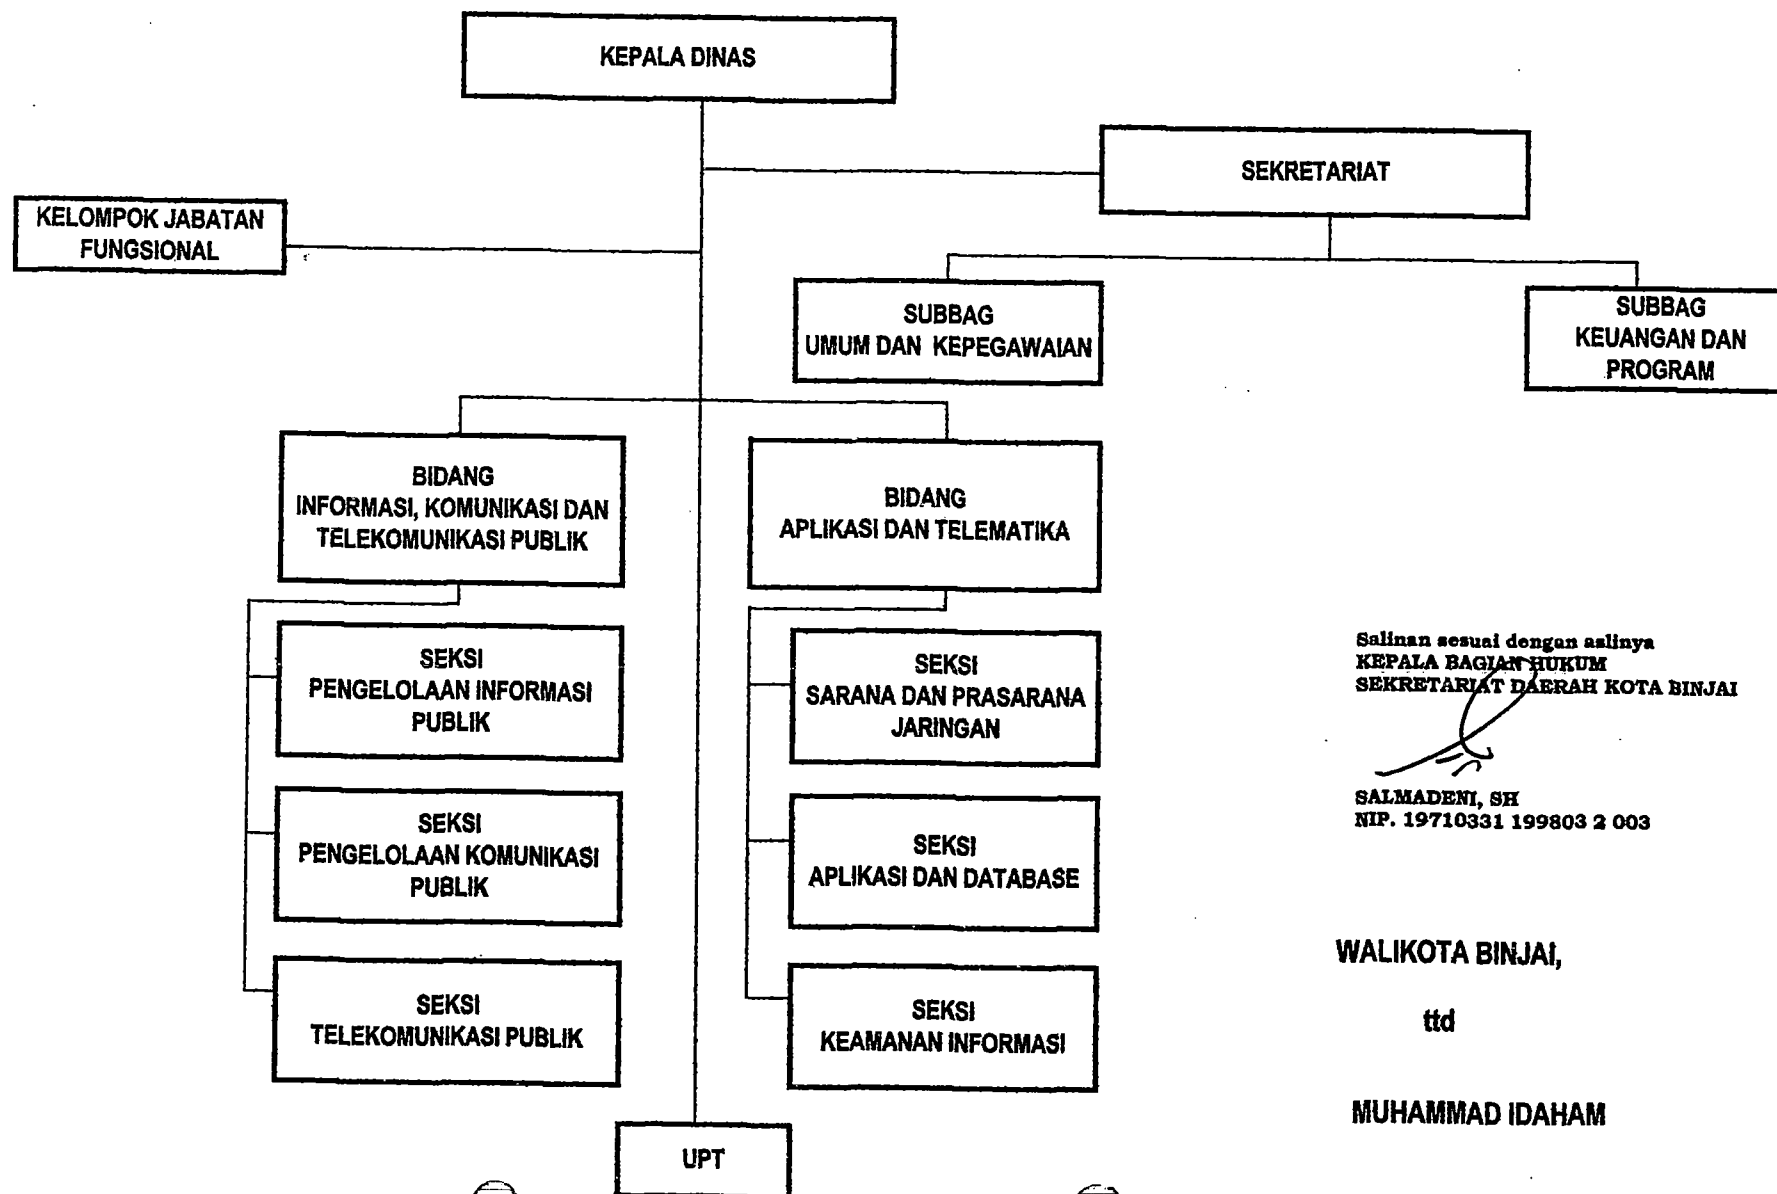 KEPALA DINAS
SEKRETARIAT
KELOMPOK JABATAN
FUNGSIONAL
SUBBAG
UMUM DAN KEPEGAWAIAN
SUBBAG
KEUANGAN DAN
PROGRAM
BIDANG
INFORMASI, KOMUNIKASI DAN
TELEKOMUNIKASI PUBLIK
BIDANG
APLIKASI DAN TELEMATIKA
SEKSI
PENGELOLAAN INFORMASI
PUBLIK
SEKSI
SARANA DAN PRASARANA
JARINGAN
SEKSI
PENGELOLAAN KOMUNIKASI
PUBLIK
SEKSI
APLIKASI DAN DATABASE
SEKSI
TELEKOMUNIKASI PUBLIK
SEKSI
KEAMANAN INFORMASI
UPT
Salinan sesuai dengan aslinya
KEPALA BAGIAN HUKUM
SEKRETARIAT DAERAH KOTA BINJAI
SALMADENI, SH
NIP. 19710331 199803 2 003
WALIKOTA BINJAI,
ttd
MUHAMMAD IDAHAM